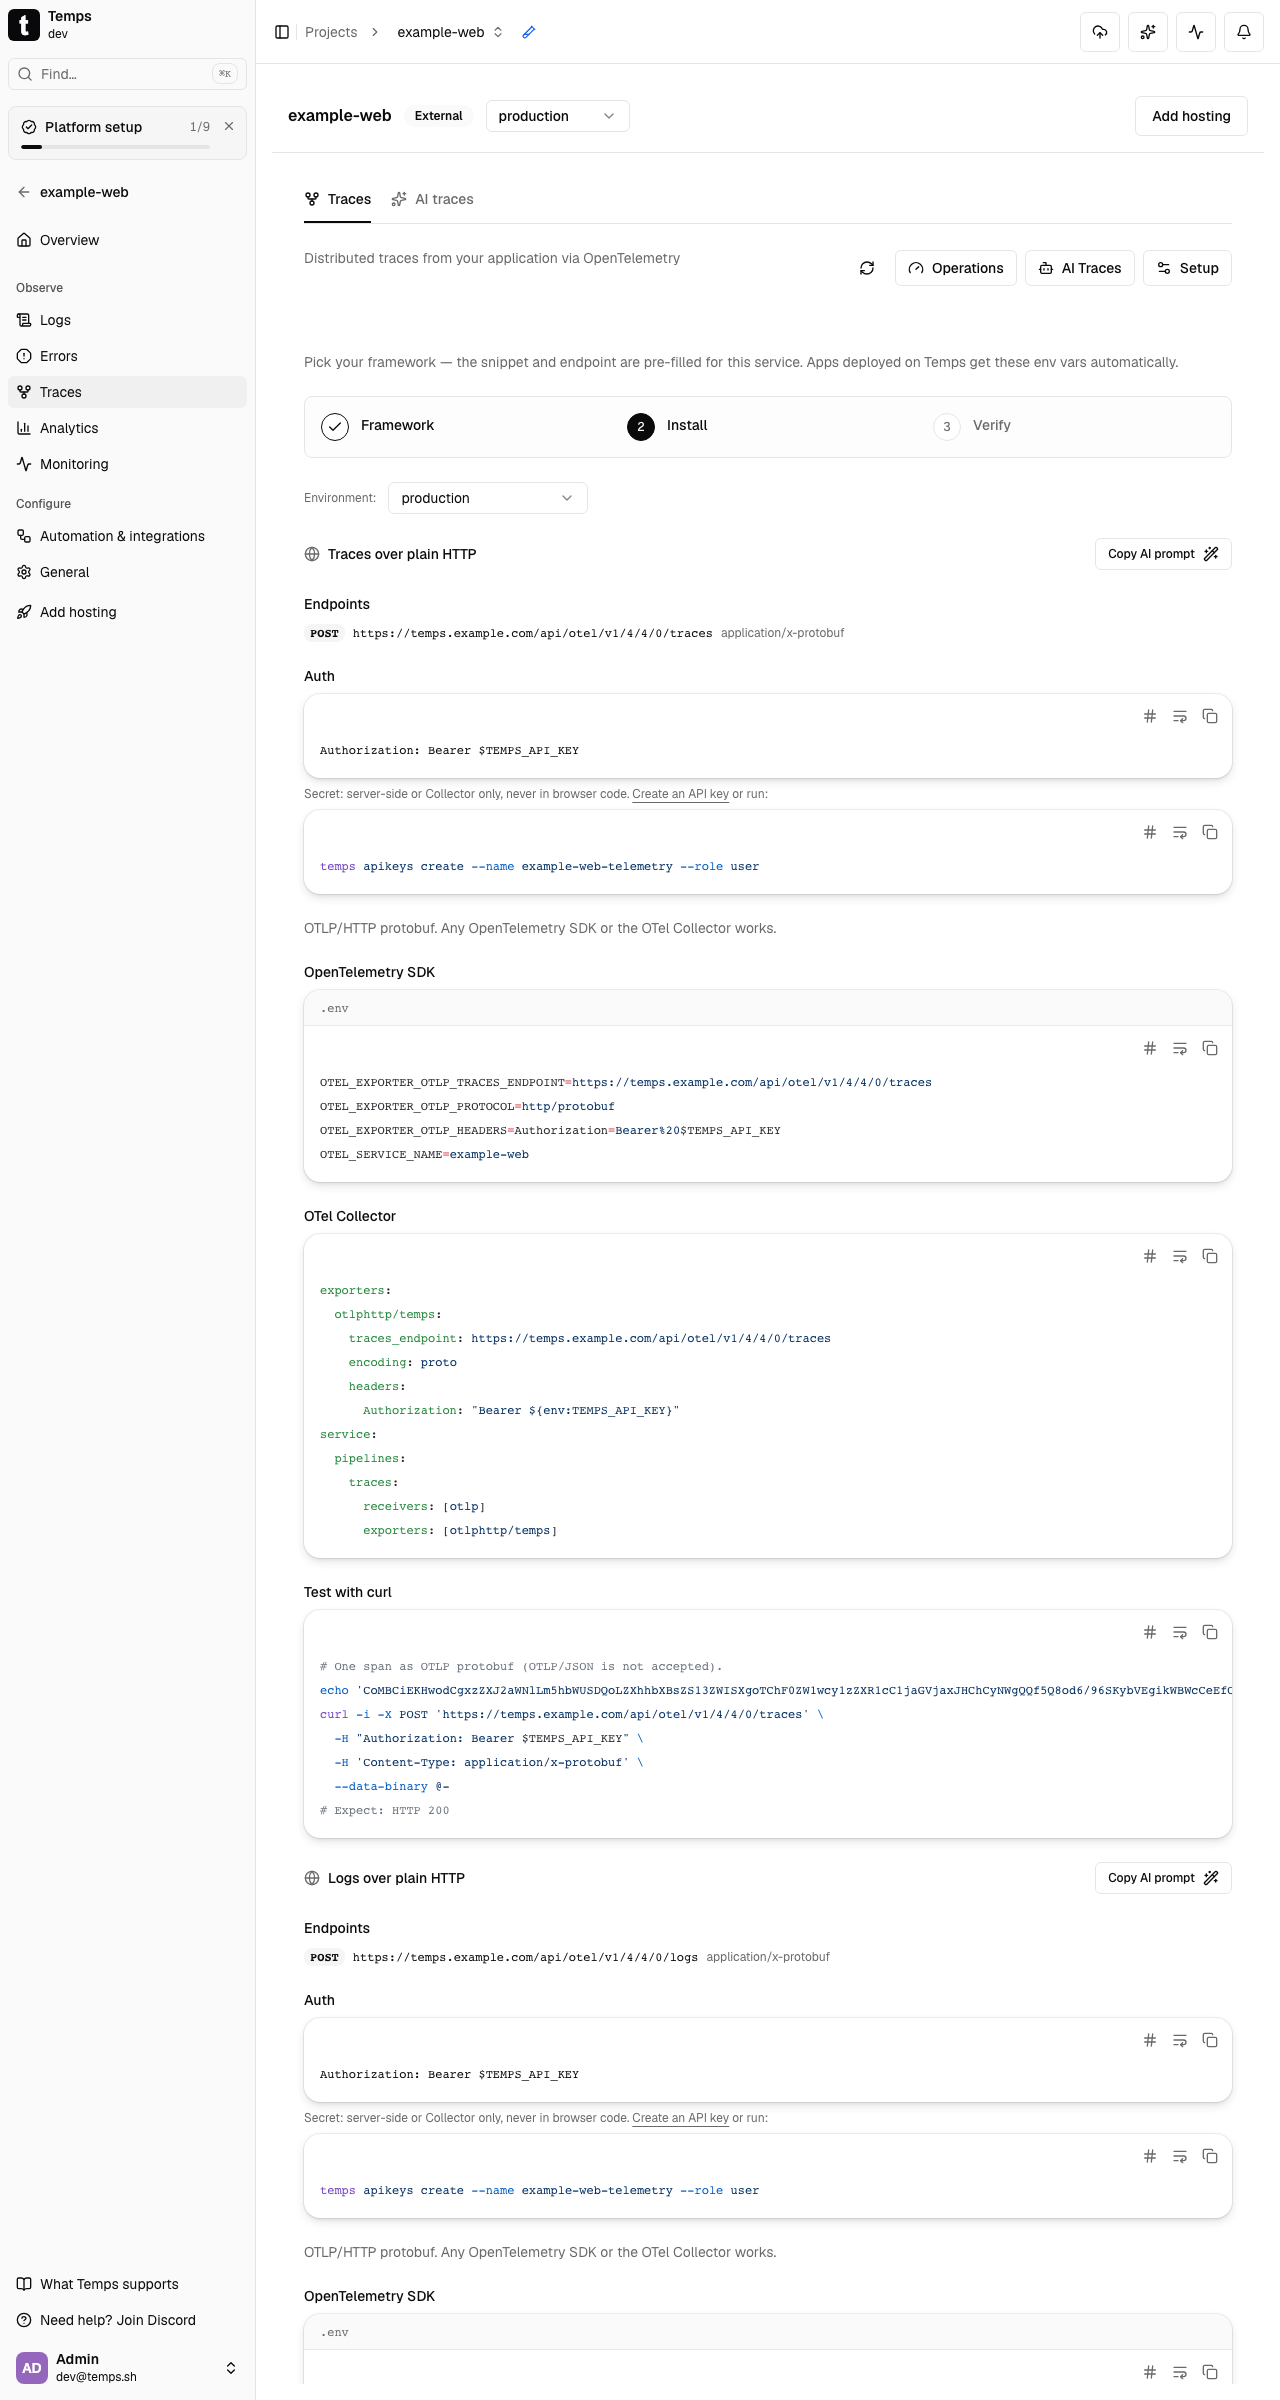 Temps
dev
Find...
⌘K
Platform setup
1/9
example-web
Overview
Observe
Logs
Errors
Traces
Analytics
Monitoring
Configure
Automation & integrations
General
Add hosting
What Temps supports
Need help? Join Discord
AD
Admin
dev@temps.sh
Projects
example-web
example-web
External
production
Add hosting
Traces
AI traces
Distributed traces from your application via OpenTelemetry
Operations
AI Traces
Setup
Pick your framework — the snippet and endpoint are pre-filled for this service. Apps deployed on Temps get these env vars automatically.
Framework
2
Install
3
Verify
Environment:
production
Traces over plain HTTP
Copy AI prompt
Endpoints
POST https://temps.example.com/api/otel/v1/4/4/0/traces application/x-protobuf
Auth
Authorization: Bearer $TEMPS_API_KEY
Secret: server-side or Collector only, never in browser code. Create an API key or run:
temps apikeys create --name example-web-telemetry --role user
OTLP/HTTP protobuf. Any OpenTelemetry SDK or the OTel Collector works.
OpenTelemetry SDK
.env
OTEL_EXPORTER_OTLP_TRACES_ENDPOINT=https://temps.example.com/api/otel/v1/4/4/0/traces
OTEL_EXPORTER_OTLP_PROTOCOL=http/protobuf
OTEL_EXPORTER_OTLP_HEADERS=Authorization=Bearer%20$TEMPS_API_KEY
OTEL_SERVICE_NAME=example-web
OTel Collector
exporters:
  otlphttp/temps:
    traces_endpoint: https://temps.example.com/api/otel/v1/4/4/0/traces
    encoding: proto
    headers:
      Authorization: "Bearer ${env:TEMPS_API_KEY}"
service:
  pipelines:
    traces:
      receivers: [otlp]
      exporters: [otlphttp/temps]
Test with curl
# One span as OTLP protobuf (OTLP/JSON is not accepted).
echo
curl -i -X POST 'https://temps.example.com/api/otel/v1/4/4/0/traces' \
  -H "Authorization: Bearer $TEMPS_API_KEY" \
  -H 'Content-Type: application/x-protobuf' \
  --data-binary @-
# Expect: HTTP 200
Logs over plain HTTP
Copy AI prompt
Endpoints
POST https://temps.example.com/api/otel/v1/4/4/0/logs application/x-protobuf
Auth
Authorization: Bearer $TEMPS_API_KEY
Secret: server-side or Collector only, never in browser code. Create an API key or run:
temps apikeys create --name example-web-telemetry --role user
OTLP/HTTP protobuf. Any OpenTelemetry SDK or the OTel Collector works.
OpenTelemetry SDK
.env